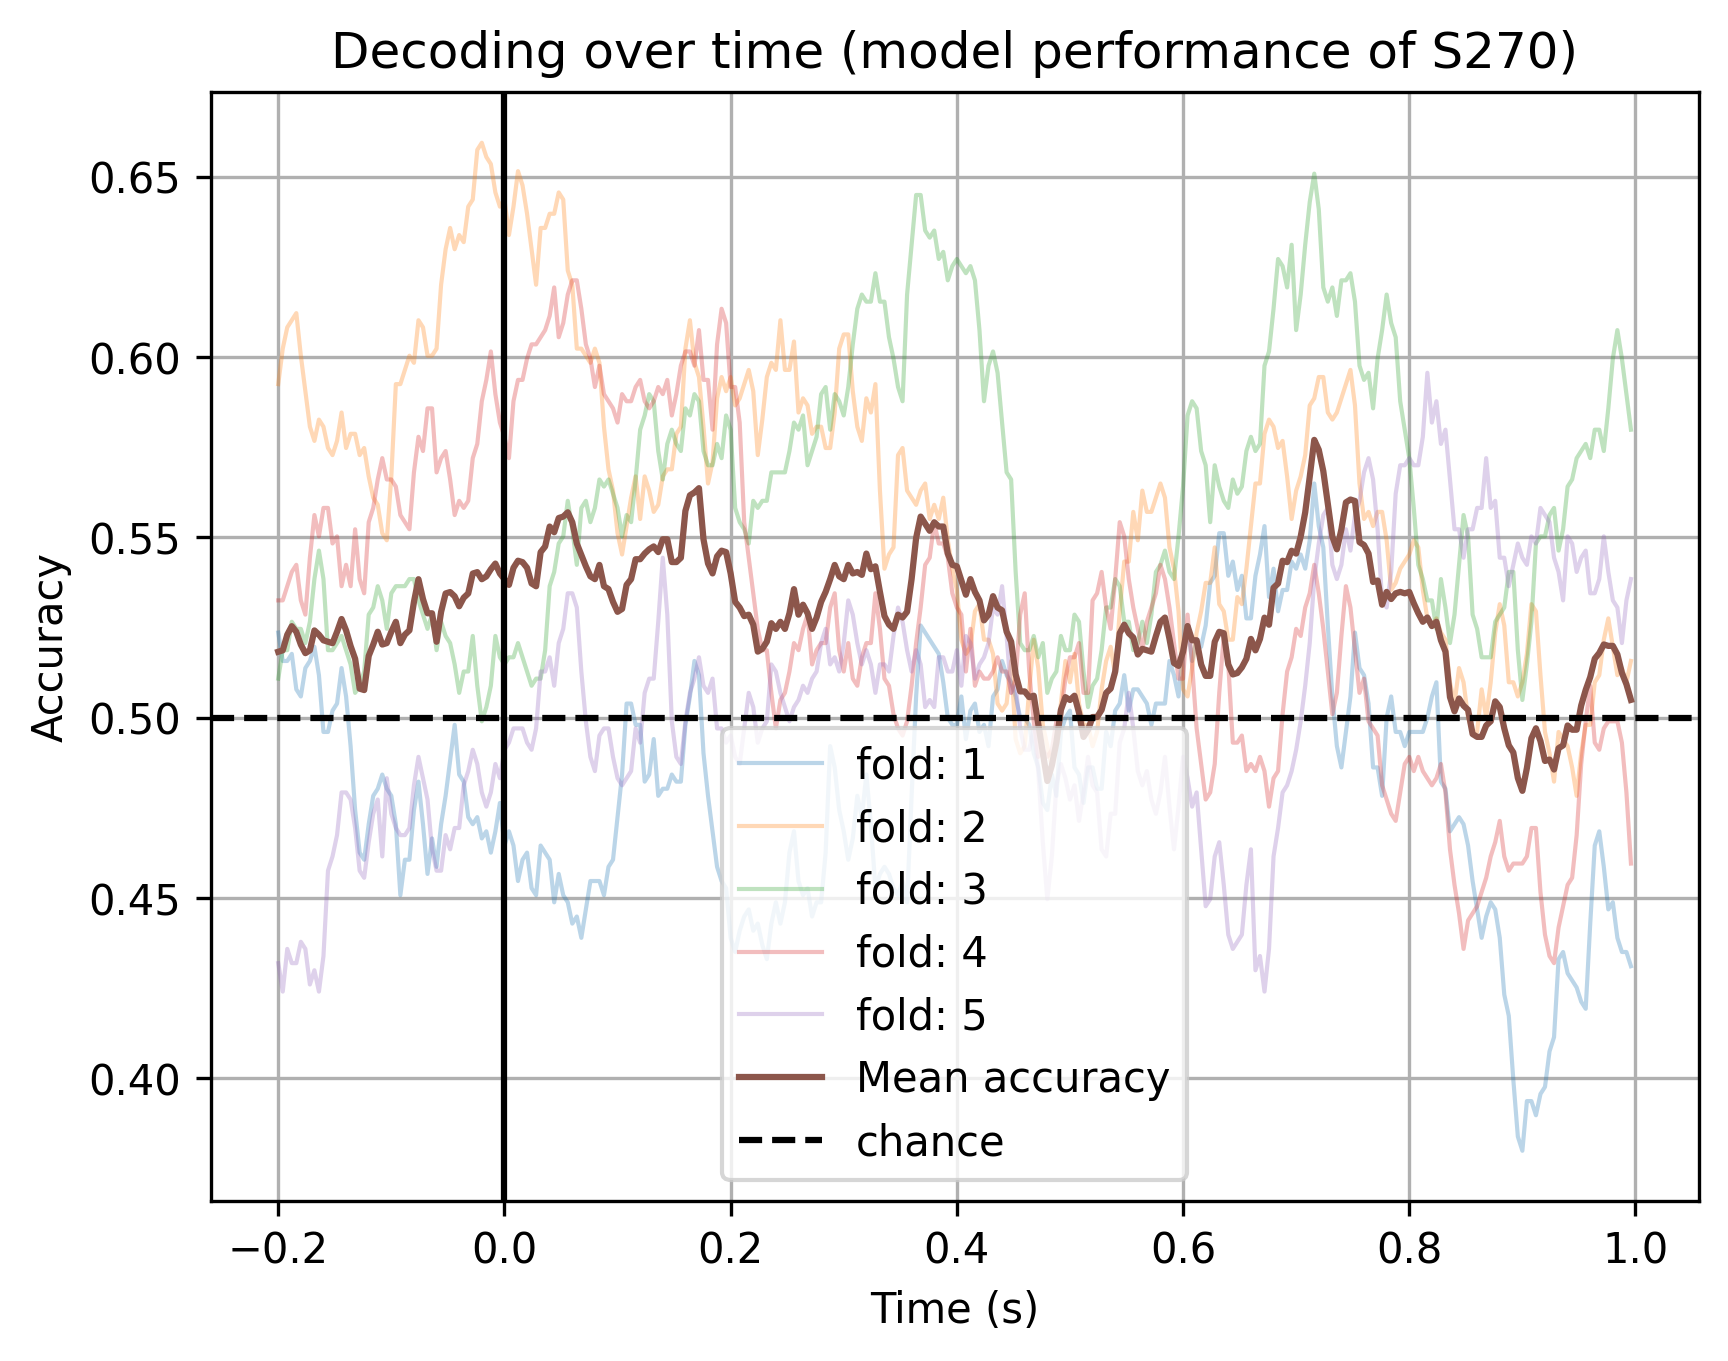 Decoding over time (model performance of S270)
Accuracy
0.65
0.60
0.55
0.50
0.45
0.40
fold: 1
fold: 2
fold: 3
fold: 4
fold: 5
Mean accuracy
chance
−0.2 0.0 0.2 0.4 0.6 0.8 1.0
Time (s)